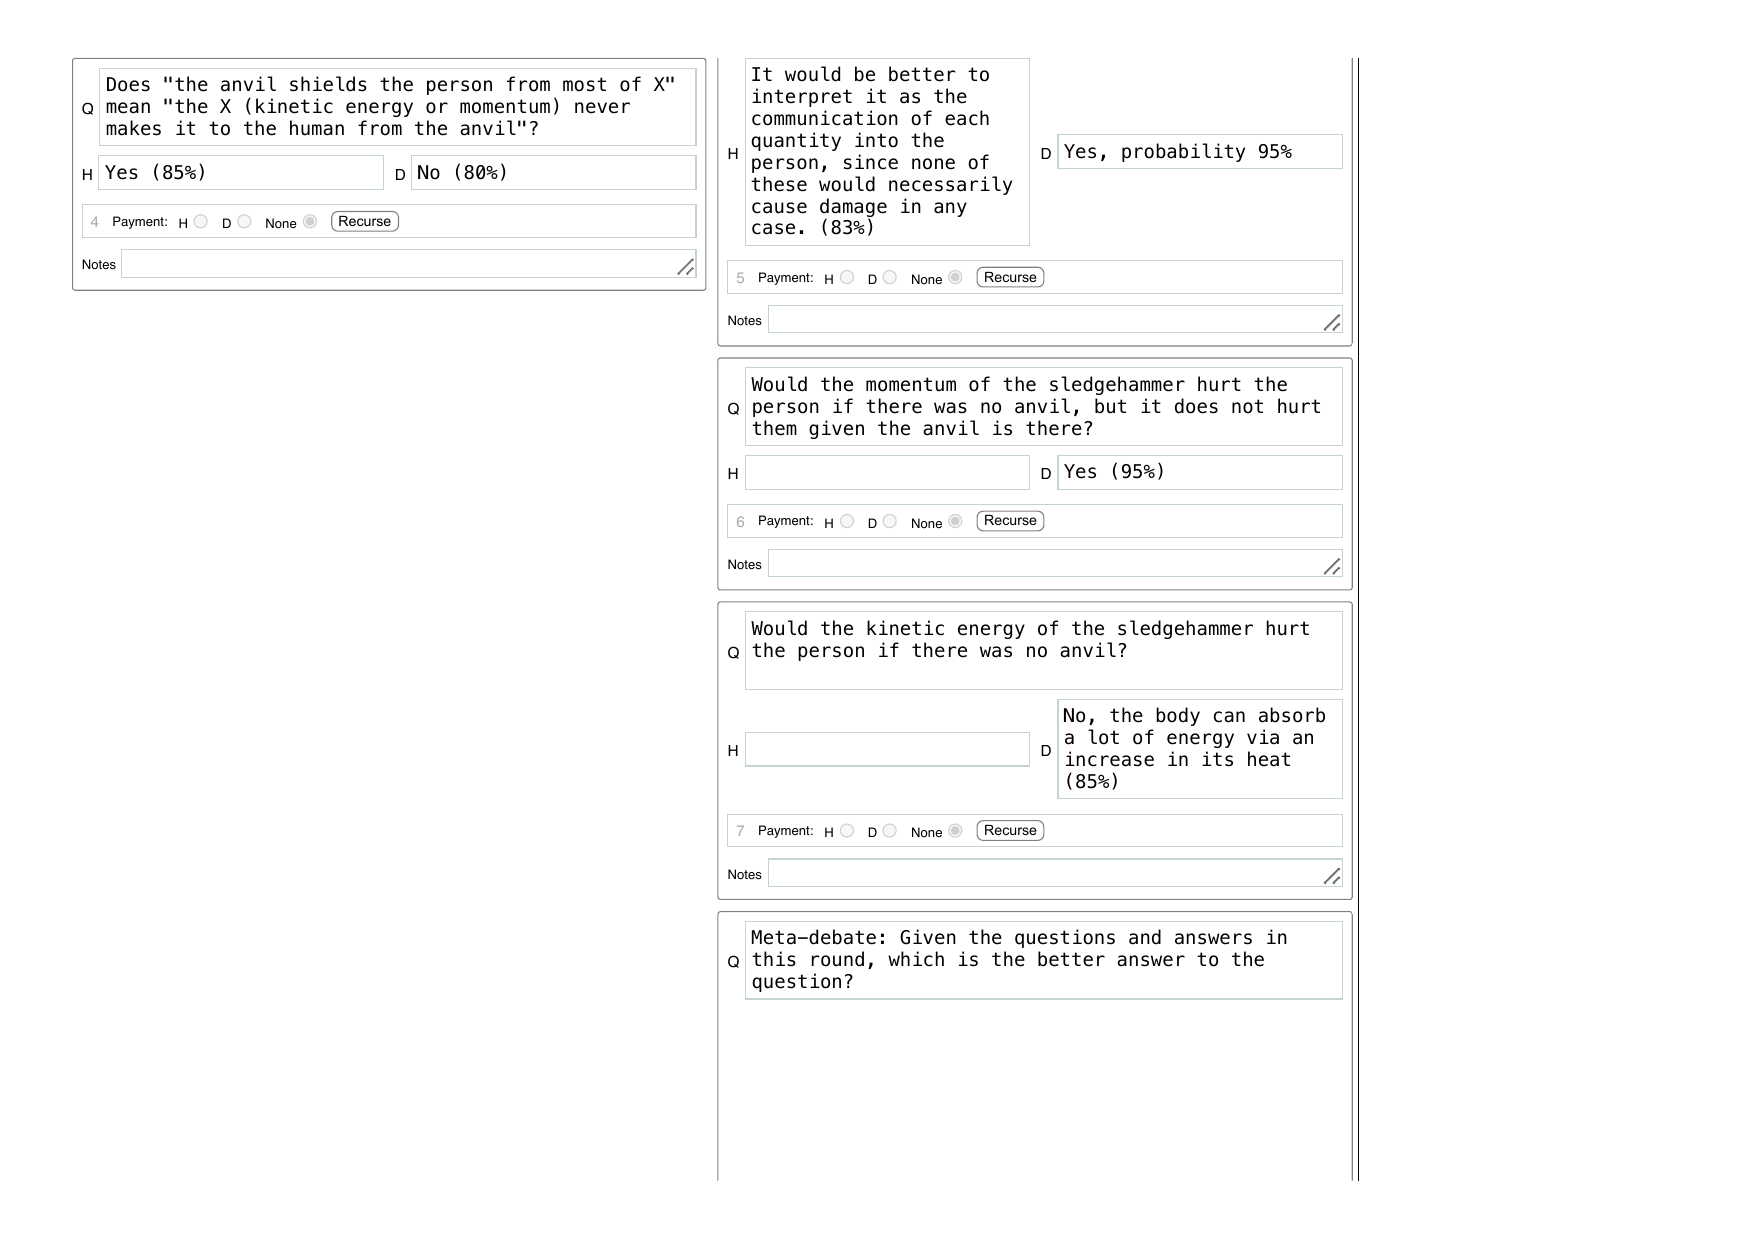 Does "the anvil shields the person from most of X"
mean "the X (kinetic energy or momentum) never
makes it to the human from the anvil"?
Q
H
Yes (85%)
D
No (80%)
4 Payment: H D None Recurse
Notes
It would be better to
interpret it as the
communication of each
quantity into the
person, since none of
these would necessarily
cause damage in any
case. (83%)
H
D
Yes, probability 95%
5 Payment: H D None Recurse
Notes
Would the momentum of the sledgehammer hurt the
person if there was no anvil, but it does not hurt
them given the anvil is there?
Q
H
D
Yes (95%)
6 Payment: H D None Recurse
Notes
Would the kinetic energy of the sledgehammer hurt
the person if there was no anvil?
Q
H
D
No, the body can absorb
a lot of energy via an
increase in its heat
(85%)
7 Payment: H D None Recurse
Notes
Meta-debate: Given the questions and answers in
this round, which is the better answer to the
question?
Q